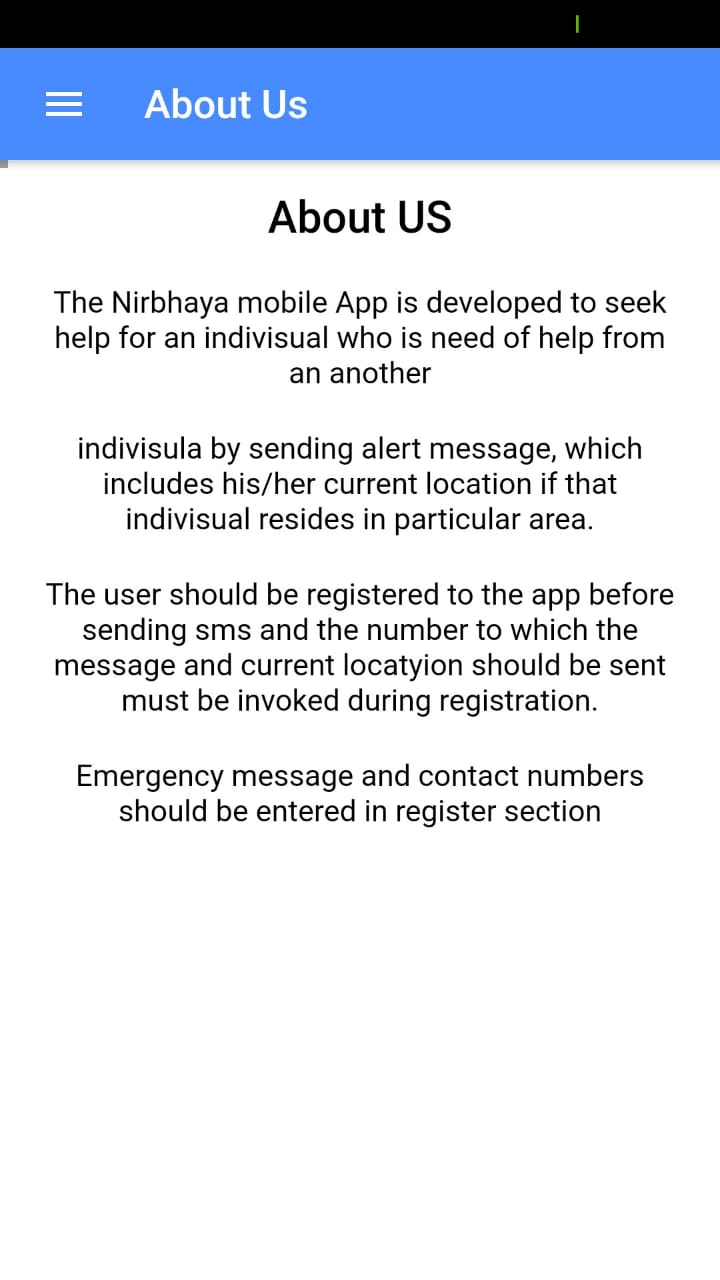 About Us
About US
The Nirbhaya mobile App is developed to seek
help for an indivisual who is need of help from
an another
indivisula by sending alert message, which
includes his/her current location if that
indivisual resides in particular area.
The user should be registered to the app before
sending sms and the number to which the
message and current locatyion should be sent
must be invoked during registration.
Emergency message and contact numbers
should be entered in register section